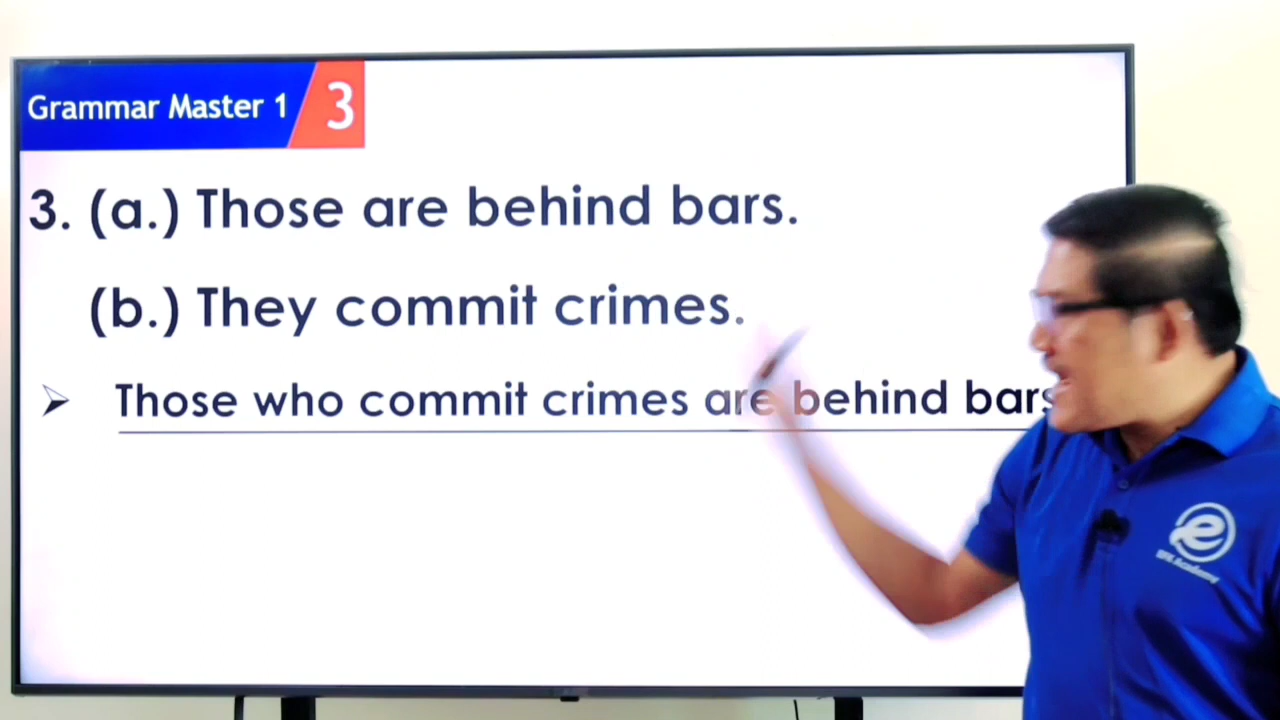 Grammar Master 1 3
3. (a.) Those are behind bars.
(b.) They commit crimes.
Those who commit crimes are behind bars
e